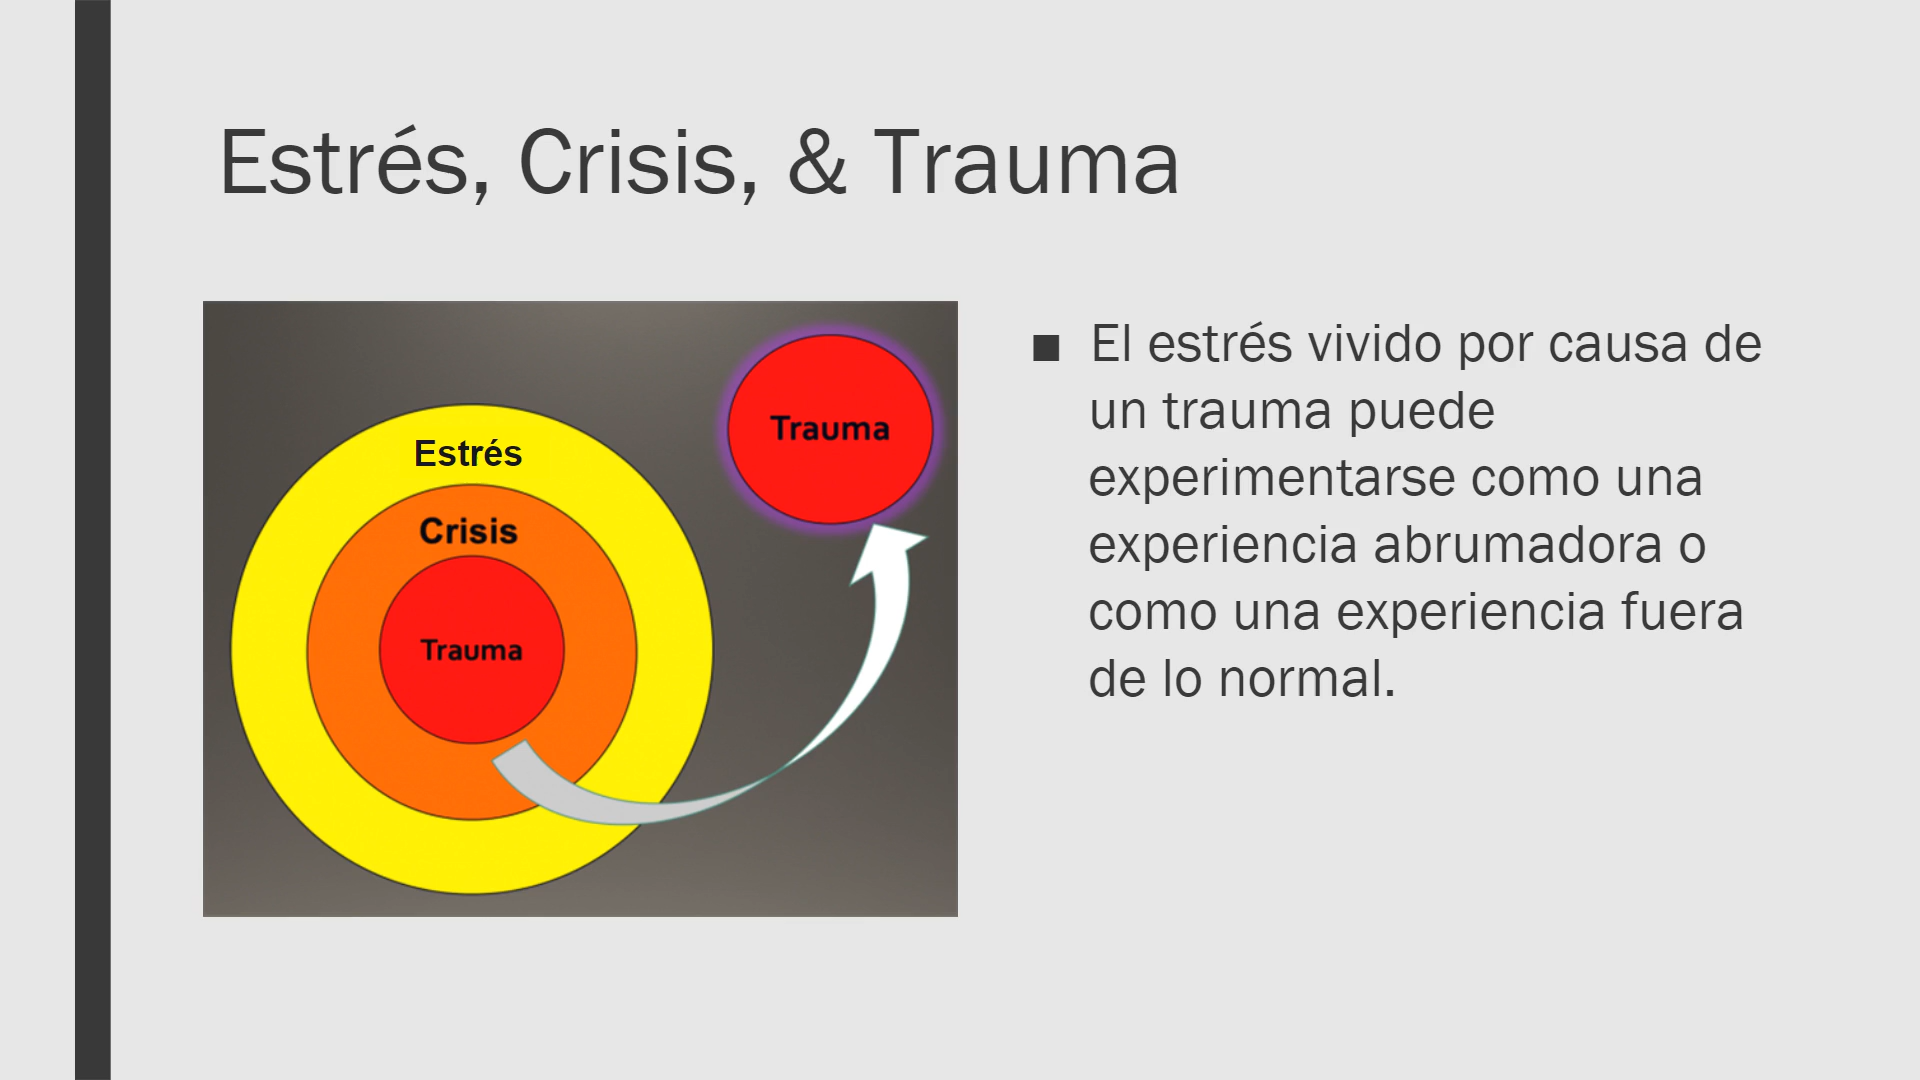 Estrés, Crisis, & Trauma
Trauma
Estrés
Crisis
Trauma
■ El estrés vivido por causa de
un trauma puede
experimentarse como una
experiencia abrumadora o
como una experiencia fuera
de lo normal.